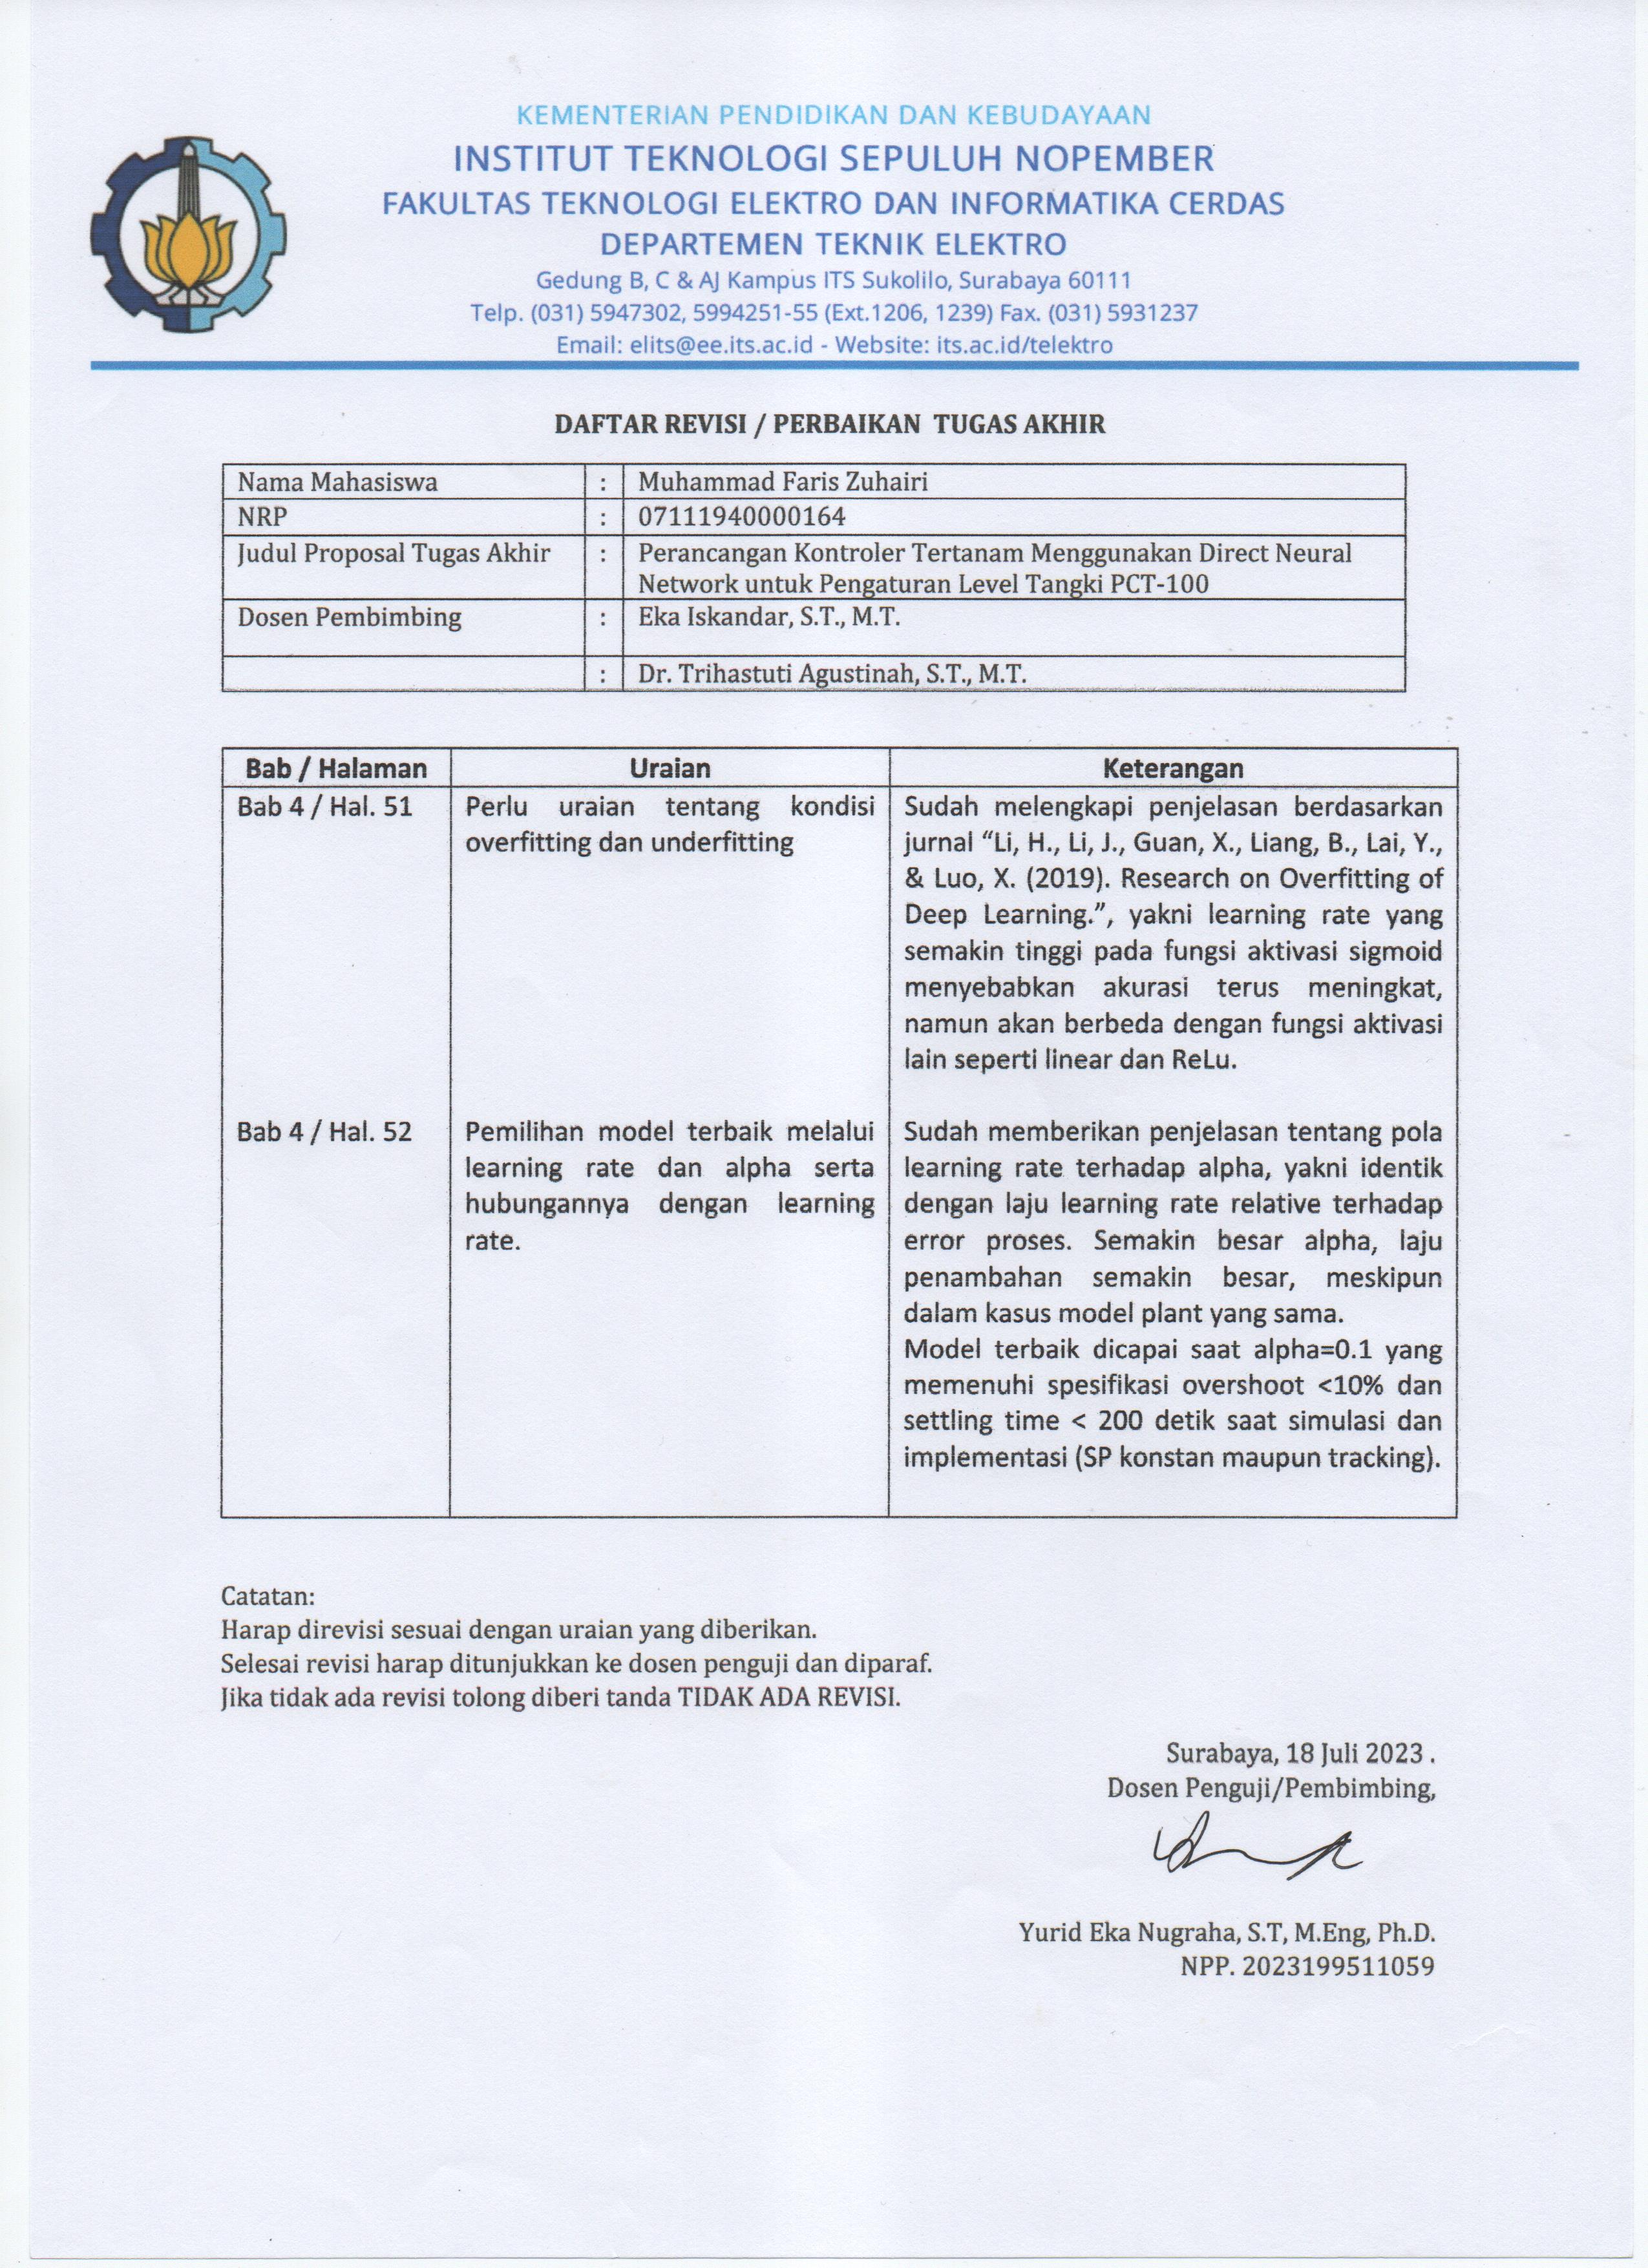 KEMENTERIAN PENDIDIKAN DAN KEBUDAYAAN
INSTITUT TEKNOLOGI SEPULUH NOPEMBER
FAKULTAS TEKNOLOGI ELEKTRO DAN INFORMATIKA CERDAS
DEPARTEMEN TEKNIK ELEKTRO
Gedung B, C & AJ Kampus ITS Sukolilo, Surabaya 60111
Telp. (031) 5947302, 5994251-55 (Ext.1206, 1239) Fax. (031) 5931237
Email: elits@ee.its.ac.id - Website: its.ac.id/telektro
DAFTAR REVISI / PERBAIKAN TUGAS AKHIR
Nama Mahasiswa : Muhammad Faris Zuhairi
NRP : 07111940000164
Judul Proposal Tugas Akhir : Perancangan Kontroler Tertanam Menggunakan Direct Neural
Network untuk Pengaturan Level Tangki PCT-100
Dosen Pembimbing : Eka Iskandar, S.T., M.T.
: Dr. Trihastuti Agustinah, S.T., M.T.
Bab / Halaman Uraian Keterangan
Bab 4 / Hal. 51
Perlu uraian tentang kondisi
overfitting dan underfitting
Sudah melengkapi penjelasan berdasarkan
jurnal “Li, H., Li, J., Guan, X., Liang, B., Lai, Y.,
& Luo, X. (2019). Research on Overfitting of
Deep Learning.”, yakni learning rate yang
semakin tinggi pada fungsi aktivasi sigmoid
menyebabkan akurasi terus meningkat,
namun akan berbeda dengan fungsi aktivasi
lain seperti linear dan ReLu.
Bab 4 / Hal. 52
Pemilihan model terbaik melalui
learning rate dan alpha serta
hubungannya dengan learning
rate.
Sudah memberikan penjelasan tentang pola
learning rate terhadap alpha, yakni identik
dengan laju learning rate relative terhadap
error proses. Semakin besar alpha, laju
penambahan semakin besar, meskipun
dalam kasus model plant yang sama.
Model terbaik dicapai saat alpha=0.1 yang
memenuhi spesifikasi overshoot <10% dan
settling time < 200 detik saat simulasi dan
implementasi (SP konstan maupun tracking).
Catatan:
Harap direvisi sesuai dengan uraian yang diberikan.
Selesai revisi harap ditunjukkan ke dosen penguji dan diparaf.
Jika tidak ada revisi tolong diberi tanda TIDAK ADA REVISI.
Surabaya, 18 Juli 2023 .
Dosen Penguji/Pembimbing,
Yurid Eka Nugraha, S.T, M.Eng, Ph.D.
NPP. 2023199511059